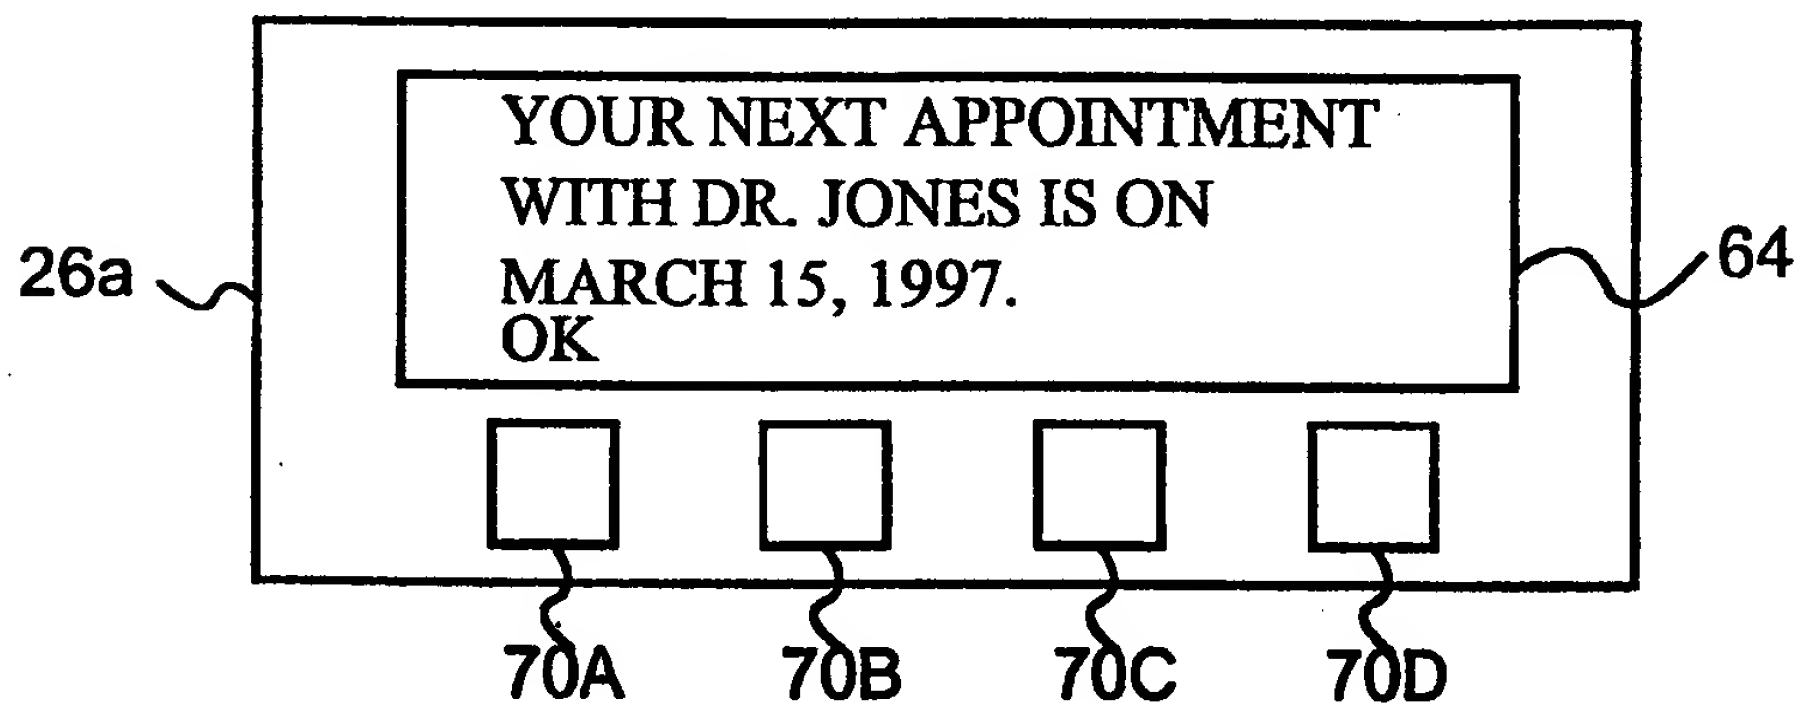 YOUR NEXT APPOINTMENT
WITH DR. JONES IS ON
MARCH 15, 1997.
OK
26a
64
70A 70B 70C 70D